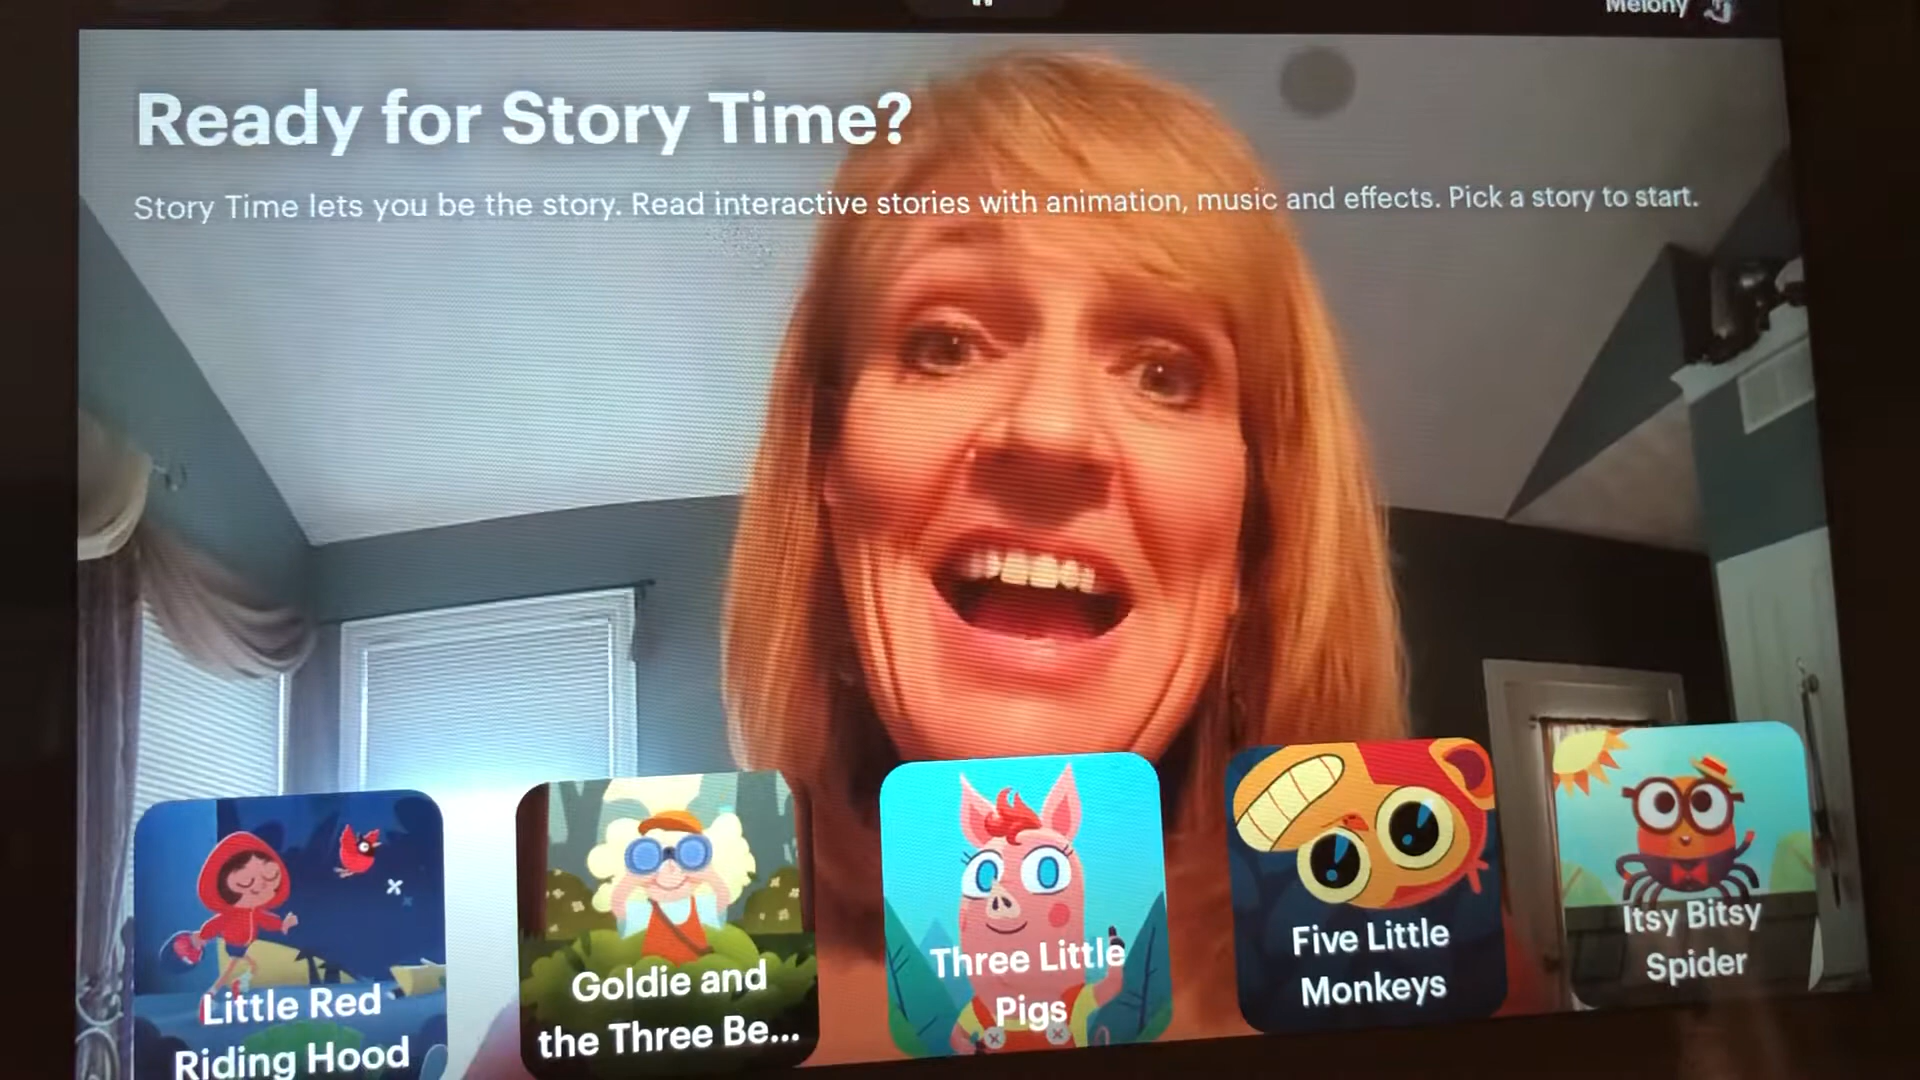 Melony
Ready for Story Time?
Story Time lets you be the story. Read interactive stories with animation, music and effects. Pick a story to start.
Little Red
Riding Hood
Goldie and
the Three Be...
Three Little
Pigs
Five Little
Monkeys
Itsy Bitsy
Spider